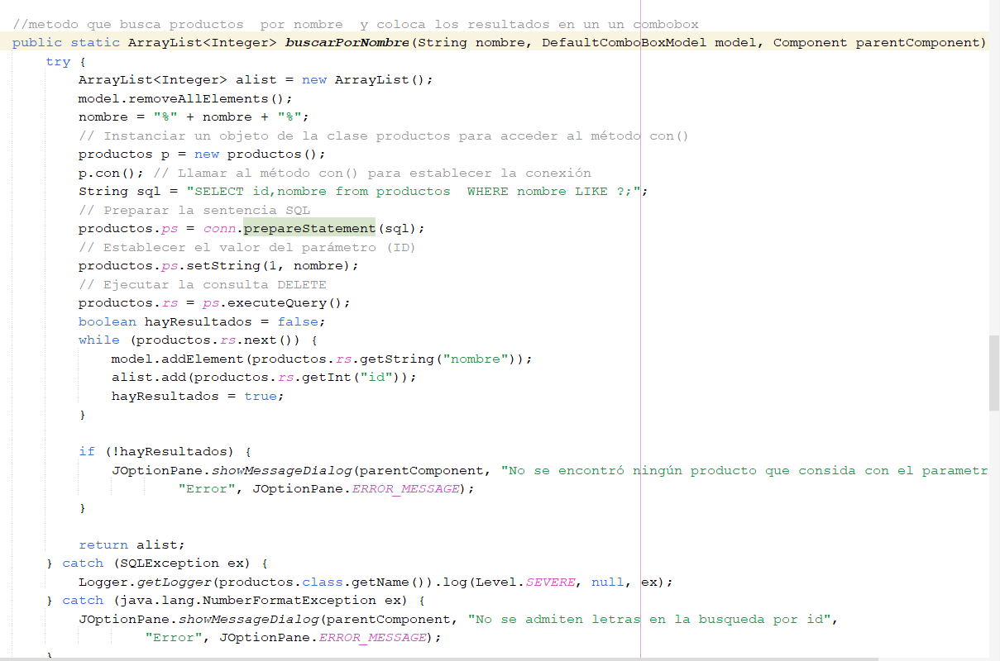 //metodo que busca productos  por nombre  y coloca los resultados en un un combobox
public static ArrayList<Integer> buscarPorNombre(String nombre, DefaultComboBoxModel model, Component parentComponent)
    try {
        ArrayList<Integer> alist = new ArrayList();
        model.removeAllElements();
        nombre = "%" + nombre + "%";
        // Instanciar un objeto de la clase productos para acceder al método con()
        productos p = new productos();
        p.con(); // Llamar al método con() para establecer la conexión
        String sql = "SELECT id,nombre from productos  WHERE nombre LIKE ?;";
        // Preparar la sentencia SQL
        productos.ps = conn.prepareStatement(sql);
        // Establecer el valor del parámetro (ID)
        productos.ps.setString(1, nombre);
        // Ejecutar la consulta DELETE
        productos.rs = ps.executeQuery();
        boolean hayResultados = false;
        while (productos.rs.next()) {
            model.addElement(productos.rs.getString("nombre"));
            alist.add(productos.rs.getInt("id"));
            hayResultados = true;
        }

        if (!hayResultados) {
            JOptionPane.showMessageDialog(parentComponent, "No se encontró ningún producto que consida con el parametr
                    "Error", JOptionPane.ERROR_MESSAGE);
        }

        return alist;
    } catch (SQLException ex) {
        Logger.getLogger(productos.class.getName()).log(Level.SEVERE, null, ex);
    } catch (java.lang.NumberFormatException ex) {
        JOptionPane.showMessageDialog(parentComponent, "No se admiten letras en la busqueda por id",
                "Error", JOptionPane.ERROR_MESSAGE);
    }